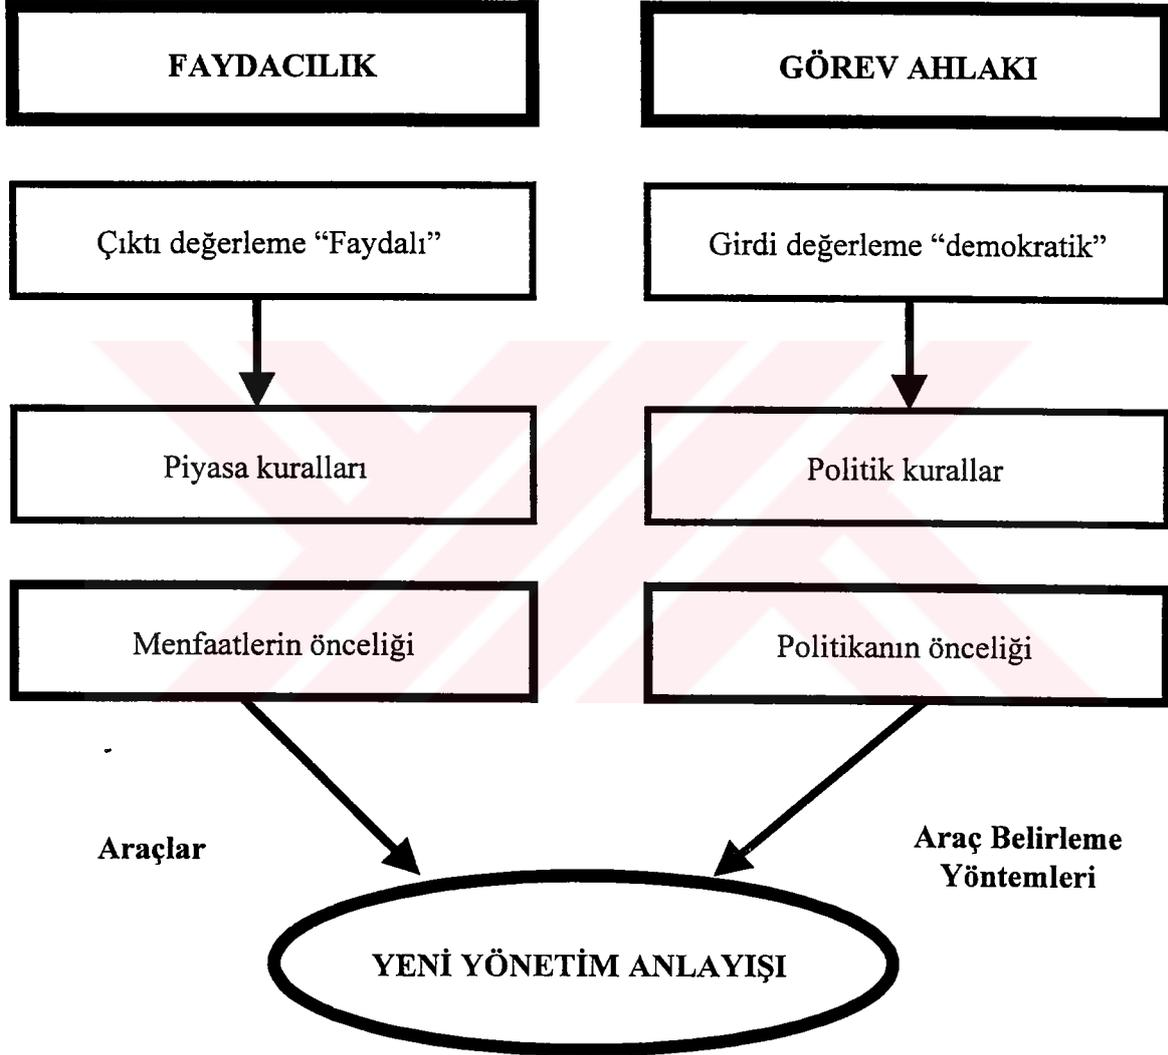 FAYDACILIK
GÖREV AHLAKI
Çıktı değerleme “Faydalı”
Girdi değerleme “demokratik”
Piyasa kuralları
Politik kurallar
Menfaatlerin önceliği
Politikanın önceliği
Araçlar
Araç Belirleme
Yöntemleri
YENİ YÖNETİM ANLAYIŞI